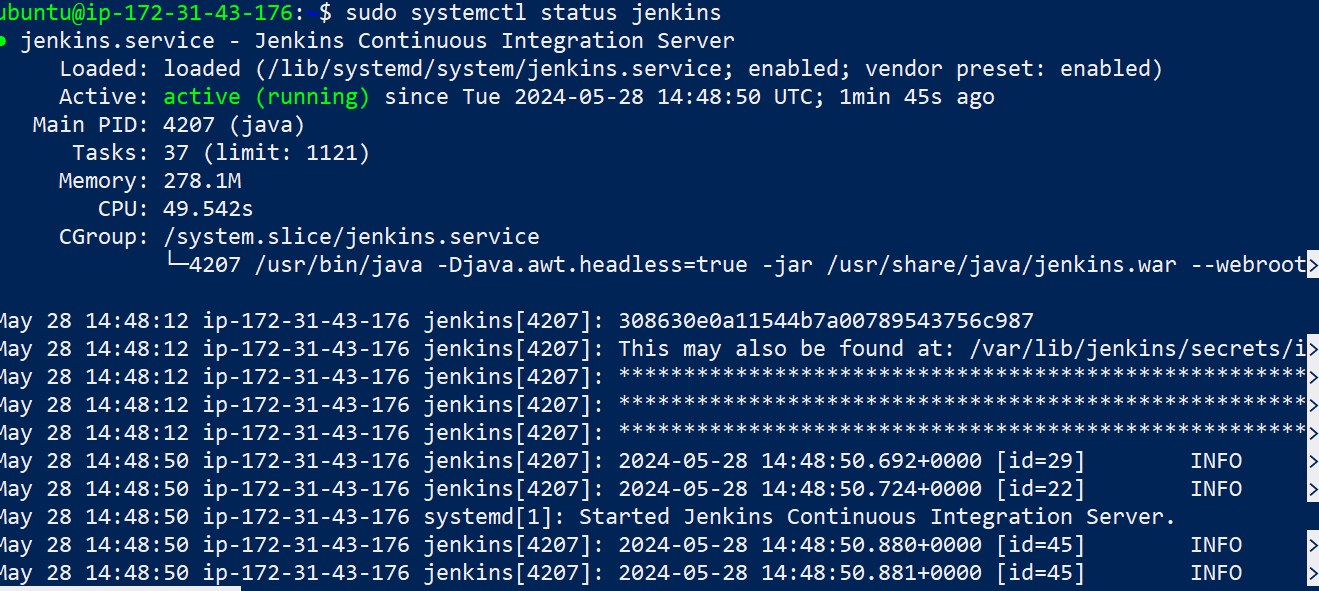 ubuntu@ip-172-31-43-176:~$ sudo systemctl status jenkins
● jenkins.service - Jenkins Continuous Integration Server
Loaded: loaded (/lib/systemd/system/jenkins.service; enabled; vendor preset: enabled)
Active: active (running) since Tue 2024-05-28 14:48:50 UTC; 1min 45s ago
Main PID: 4207 (java)
Tasks: 37 (limit: 1121)
Memory: 278.1M
CPU: 49.542s
CGroup: /system.slice/jenkins.service
└─4207 /usr/bin/java -Djava.awt.headless=true -jar /usr/share/java/jenkins.war --webroot>
May 28 14:48:12 ip-172-31-43-176 jenkins[4207]: 308630e0a11544b7a00789543756c987
May 28 14:48:12 ip-172-31-43-176 jenkins[4207]: This may also be found at: /var/lib/jenkins/secrets/i>
May 28 14:48:12 ip-172-31-43-176 jenkins[4207]: *****************************************************>
May 28 14:48:12 ip-172-31-43-176 jenkins[4207]: *****************************************************>
May 28 14:48:12 ip-172-31-43-176 jenkins[4207]: *****************************************************>
May 28 14:48:50 ip-172-31-43-176 jenkins[4207]: 2024-05-28 14:48:50.692+0000 [id=29]        INFO     >
May 28 14:48:50 ip-172-31-43-176 jenkins[4207]: 2024-05-28 14:48:50.724+0000 [id=22]        INFO     >
May 28 14:48:50 ip-172-31-43-176 systemd[1]: Started Jenkins Continuous Integration Server.
May 28 14:48:50 ip-172-31-43-176 jenkins[4207]: 2024-05-28 14:48:50.880+0000 [id=45]        INFO     >
May 28 14:48:50 ip-172-31-43-176 jenkins[4207]: 2024-05-28 14:48:50.881+0000 [id=45]        INFO     >